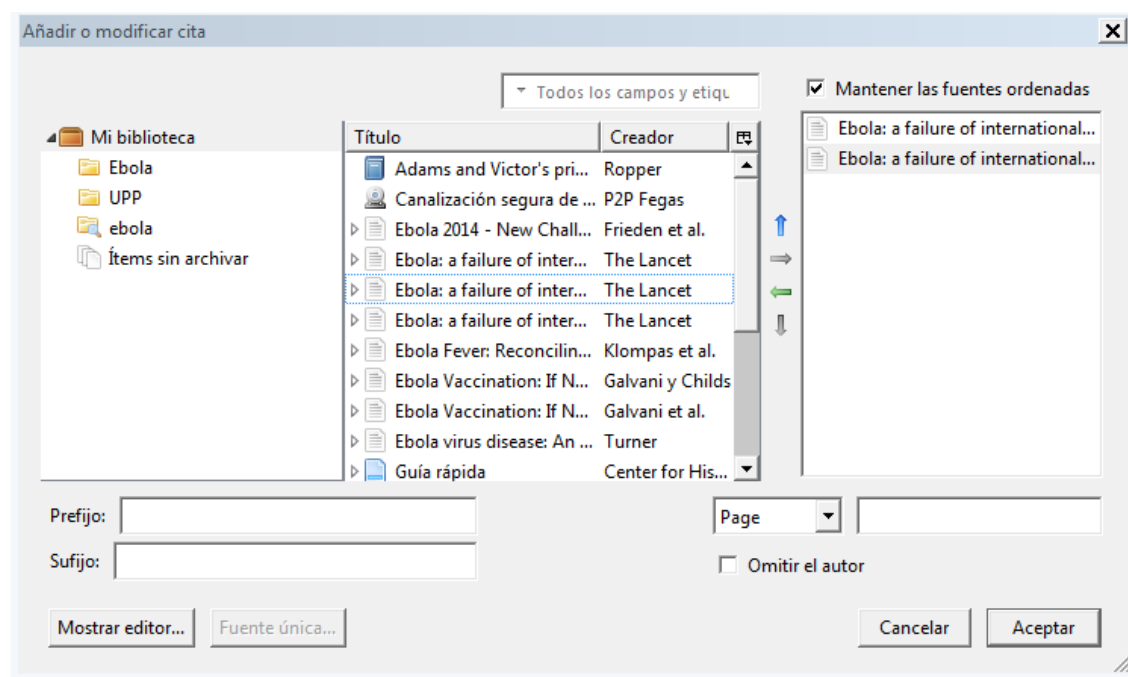 Añadir o modificar cita
Todos los campos y etiqu
Mantener las fuentes ordenadas
Mi biblioteca
Ebola
UPP
ebola
Ítems sin archivar
Título Creador
Adams and Victor's pri... Ropper
Canalización segura de ... P2P Fegas
Ebola 2014 - New Chall... Frieden et al.
Ebola: a failure of inter... The Lancet
Ebola: a failure of inter... The Lancet
Ebola: a failure of inter... The Lancet
Ebola Fever: Reconcilin... Klompas et al.
Ebola Vaccination: If N... Galvani y Childs
Ebola Vaccination: If N... Galvani et al.
Ebola virus disease: An ... Turner
Guía rápida Center for His...
Ebola: a failure of international...
Ebola: a failure of international...
Prefijo:
Page
Sufijo:
Omitir el autor
Mostrar editor... Fuente única... Cancelar Aceptar